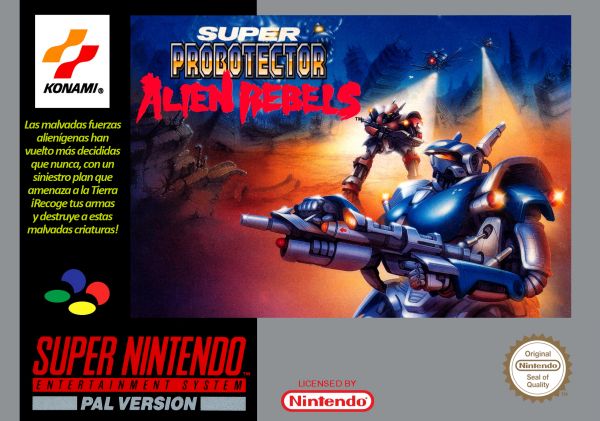 KONAMI®
SUPER
PROBOTECTOR
ALIEN REBELS™
Las malvadas fuerzas
alienígenas han
vuelto más decididas
que nunca, con un
siniestro plan que
amenaza a la Tierra
¡Recoge tus armas
y destruye a estas
malvadas criaturas!
SUPER NINTENDO
ENTERTAINMENT SYSTEM
PAL VERSION
LICENSED BY
Nintendo
Original
Nintendo
Seal of
Quality
TM